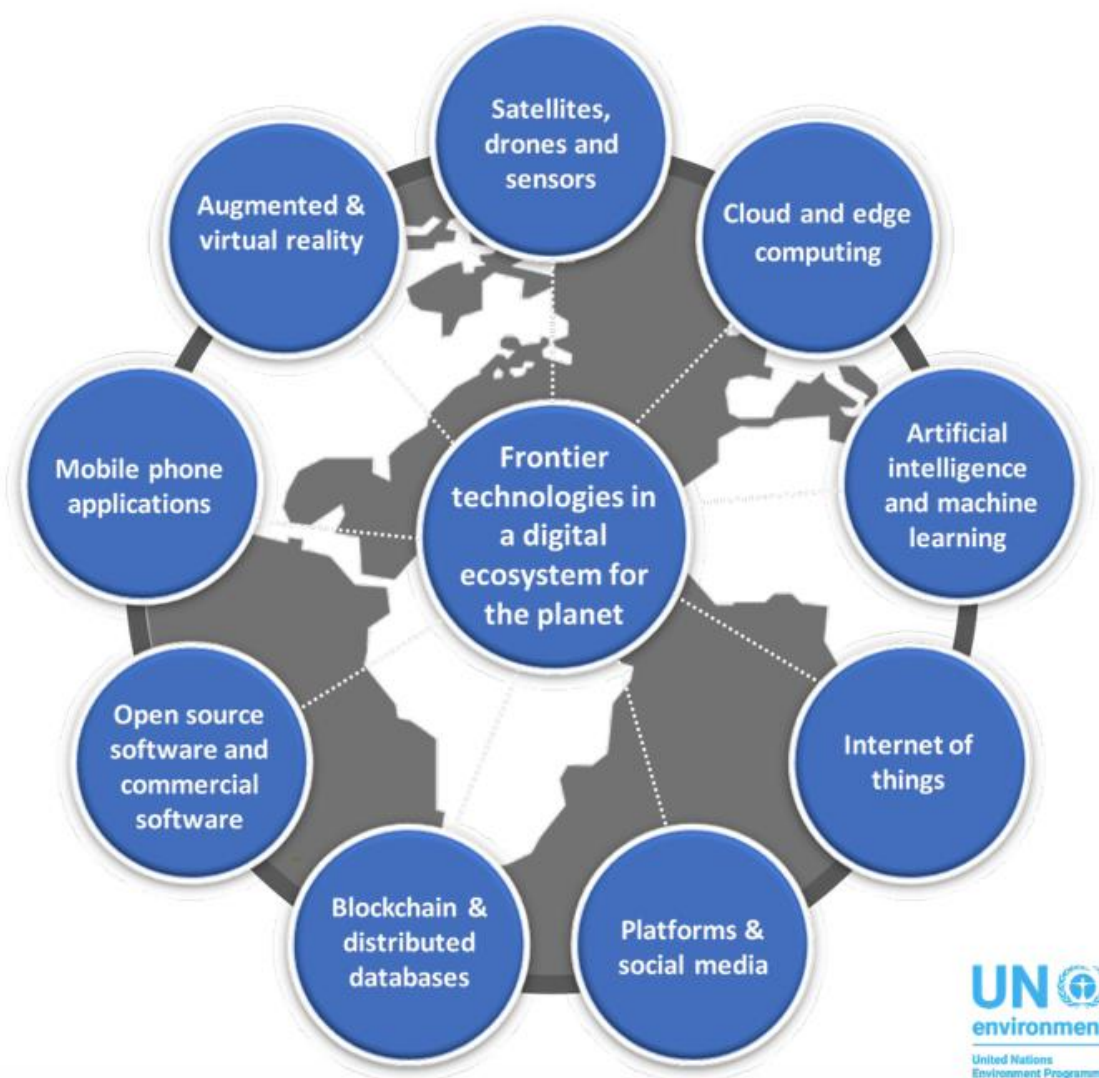 Satellites,
drones and
sensors
Cloud and edge
computing
Artificial
intelligence
and machine
learning
Internet of
things
Platforms &
social media
Blockchain &
distributed
databases
Open source
software and
commercial
software
Mobile phone
applications
Augmented &
virtual reality
Frontier
technologies in
a digital
ecosystem for
the planet
UN
environmen
United Nations
Environment Programm